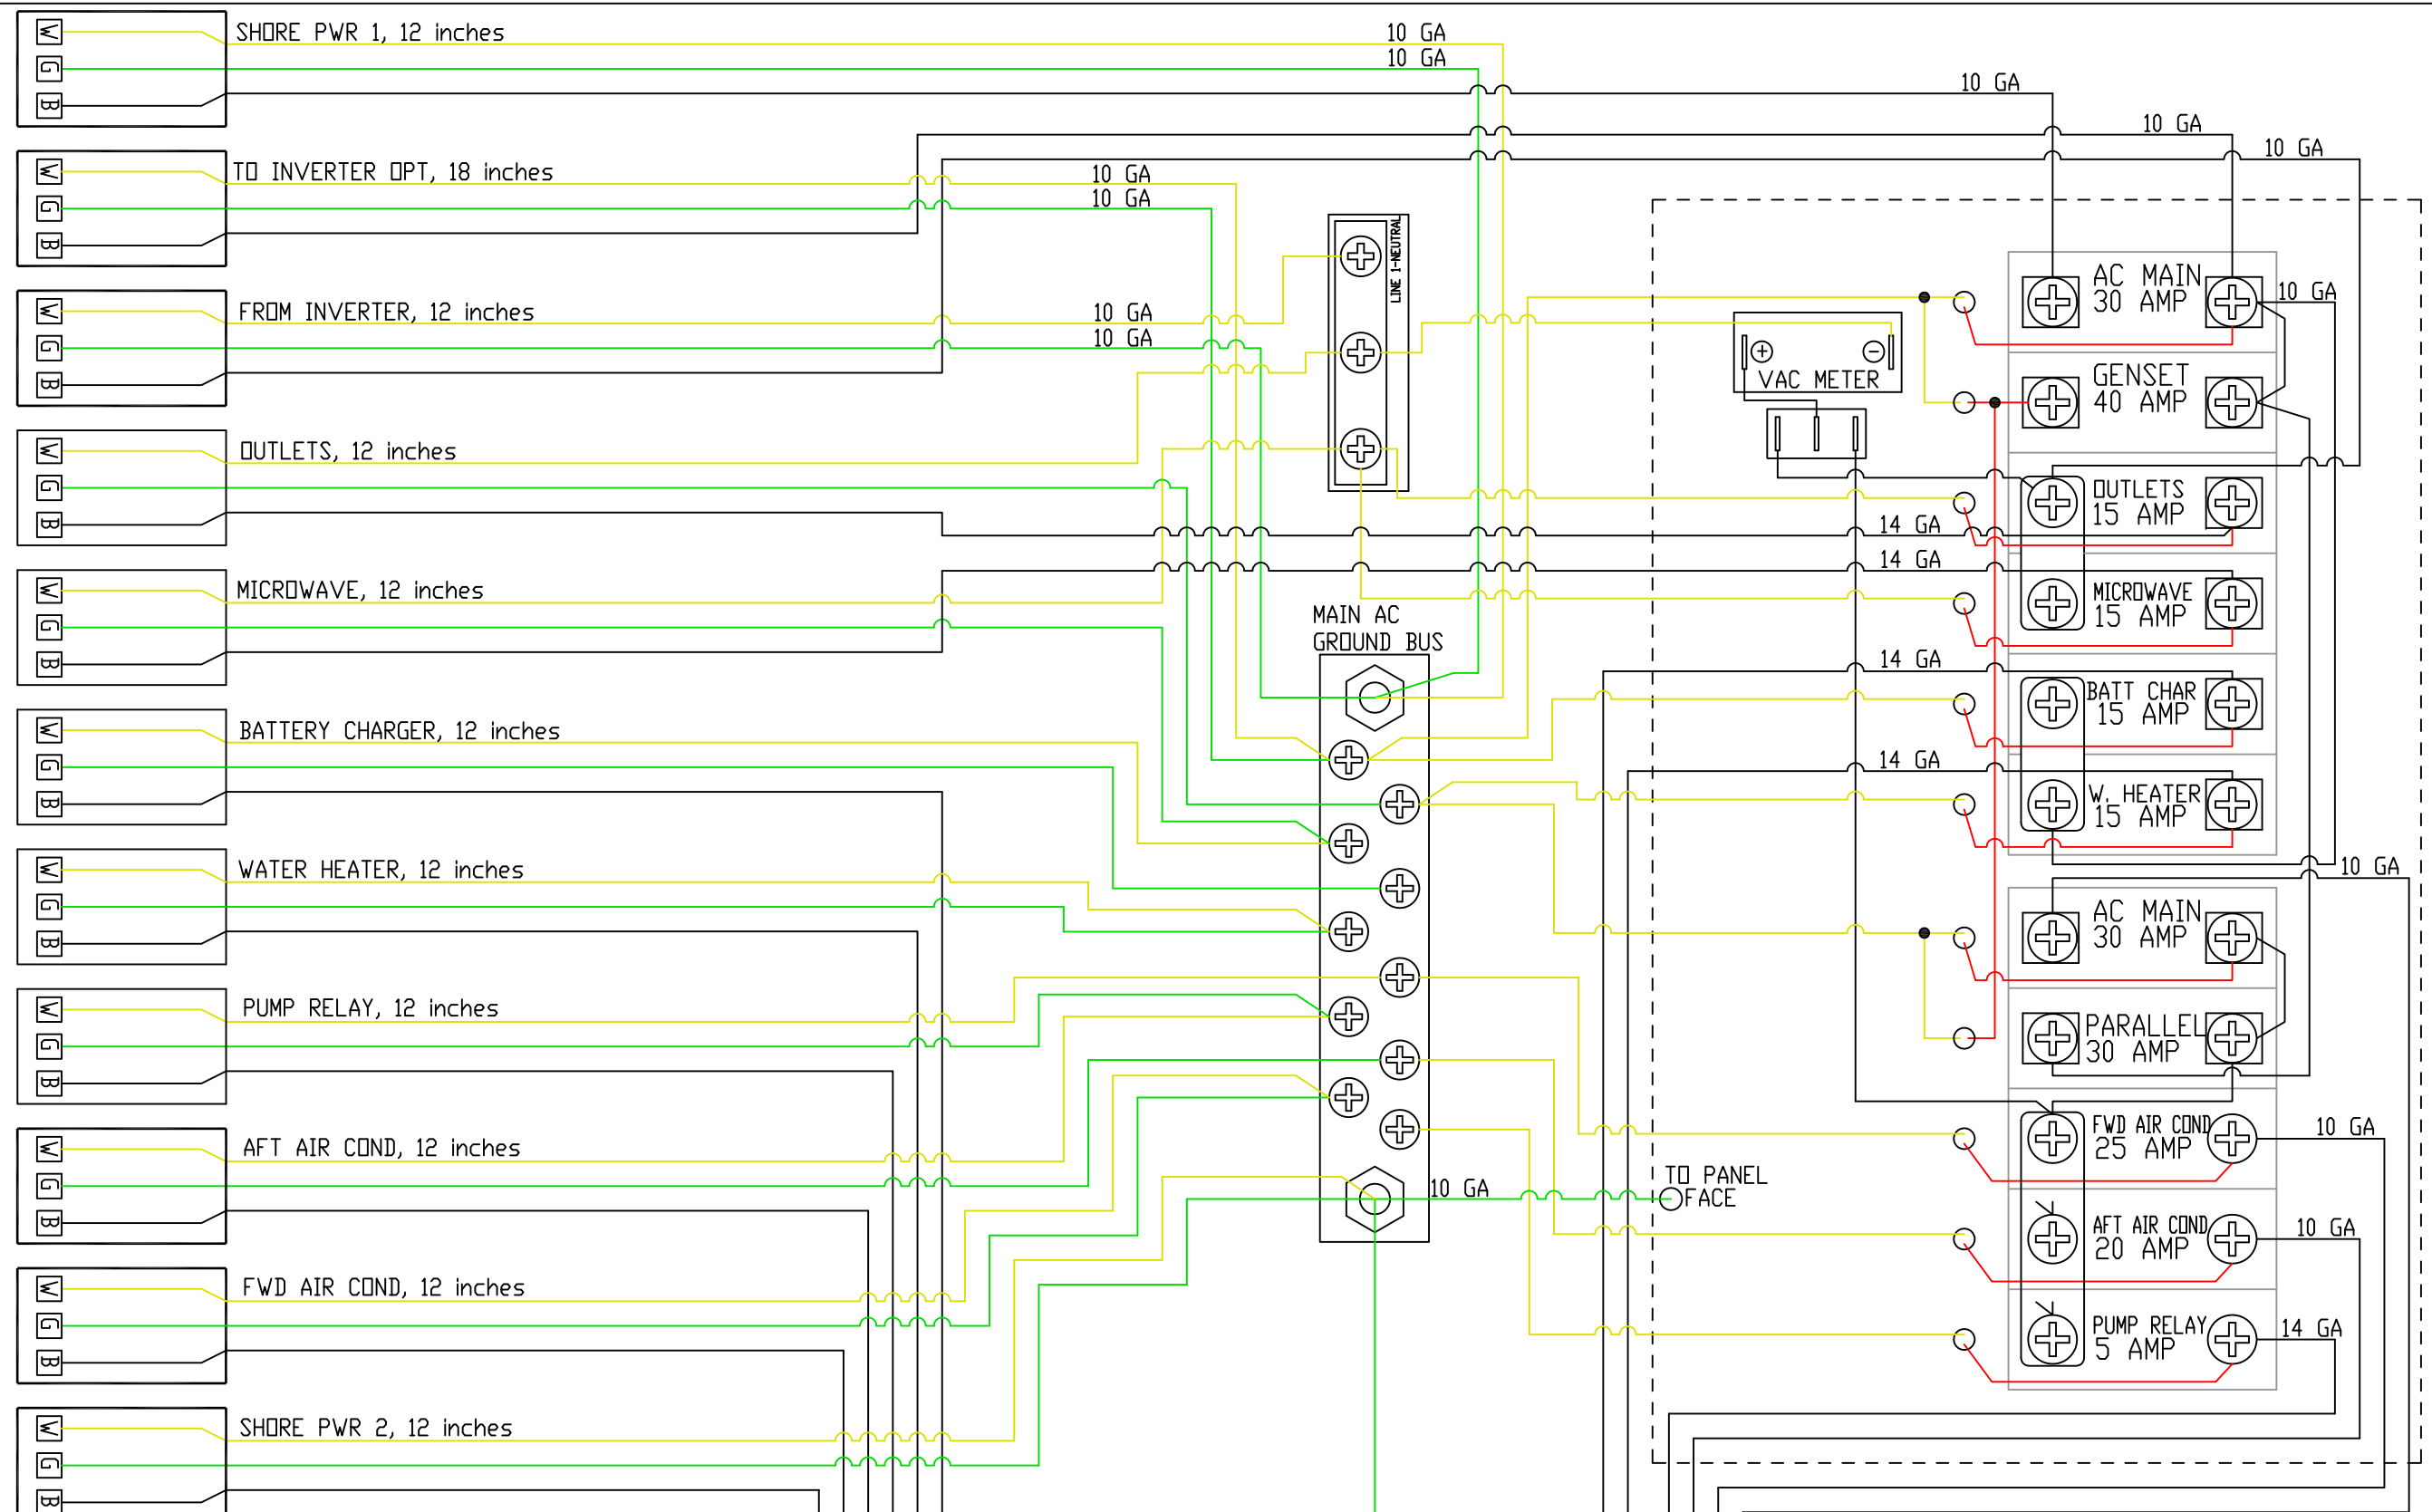 W
G
B
SHORE PWR 1, 12 inches
10 GA
10 GA
10 GA
W
G
B
TO INVERTER OPT, 18 inches
10 GA
10 GA
10 GA
10 GA
W
G
B
FROM INVERTER, 12 inches
10 GA
10 GA
LINE 1-NEUTRAL
W
G
B
OUTLETS, 12 inches
W
G
B
MICROWAVE, 12 inches
W
G
B
BATTERY CHARGER, 12 inches
W
G
B
WATER HEATER, 12 inches
W
G
B
PUMP RELAY, 12 inches
W
G
B
AFT AIR COND, 12 inches
W
G
B
FWD AIR COND, 12 inches
W
G
B
SHORE PWR 2, 12 inches
MAIN AC
GROUND BUS
10 GA
TO PANEL
FACE
+
-
VAC METER
AC MAIN
30 AMP
10 GA
GENSET
40 AMP
OUTLETS
15 AMP
14 GA
14 GA
MICROWAVE
15 AMP
14 GA
BATT CHAR
15 AMP
14 GA
W. HEATER
15 AMP
10 GA
AC MAIN
30 AMP
PARALLEL
30 AMP
FWD AIR COND
25 AMP
10 GA
AFT AIR COND
20 AMP
10 GA
PUMP RELAY
5 AMP
14 GA